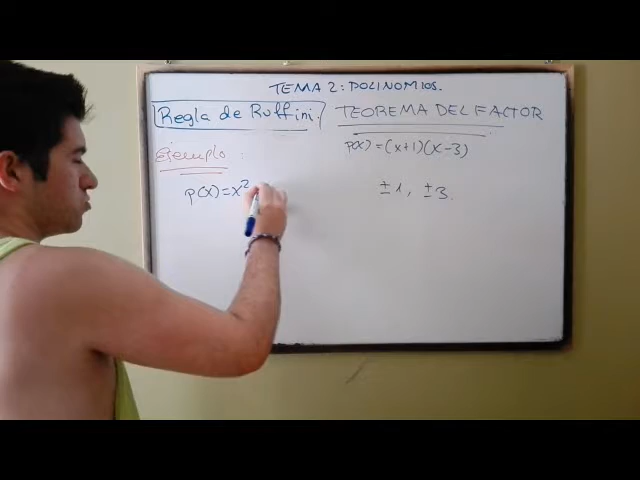 TEMA 2: POLINOMIOS.
Regla de Ruffini. TEOREMA DEL FACTOR
Ejemplo :
p(x)=(x+1)(x-3)
p(x)=x²
±1, ±3.